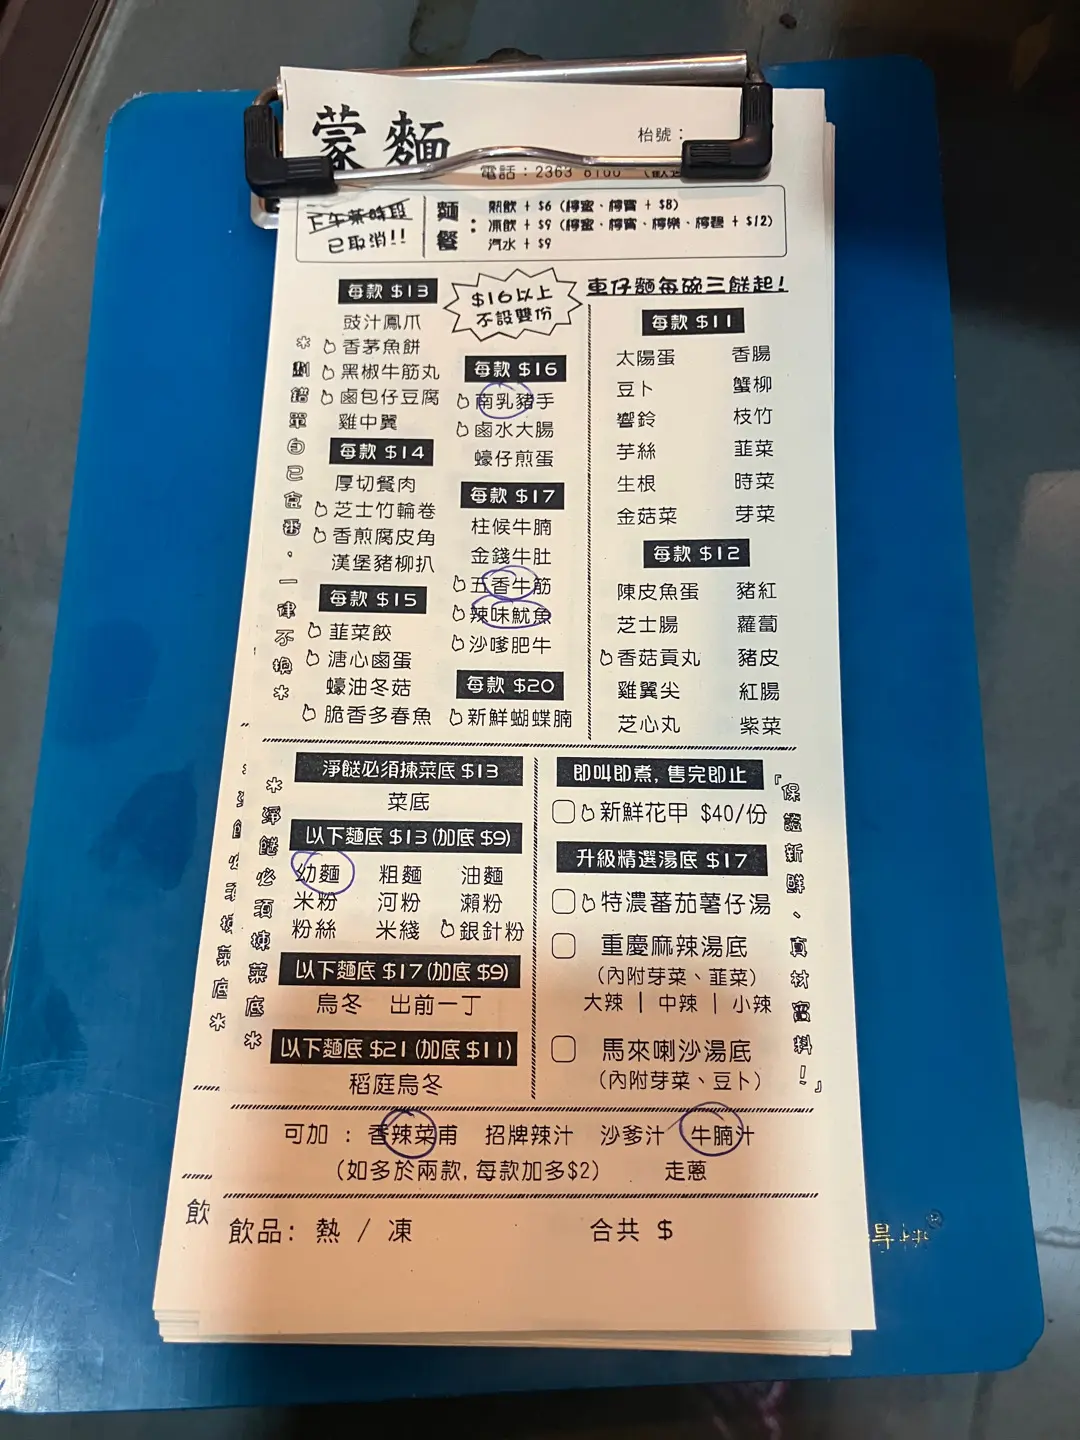 蒙麵
枱號：
電話：2363 6100
下午茶時段
已取消!!
麵餐：
熱飲 + $6 (檸蜜、檸賓 + $8)
凍飲 + $9 (檸蜜、檸賓、檸樂、檸碧 + $12)
汽水 + $9
＊劃錯單自己食番。一律不換＊
每款 $13
豉汁鳳爪
香茅魚餅
黑椒牛筋丸
鹵包仔豆腐
雞中翼
每款 $14
厚切餐肉
芝士竹輪卷
香煎腐皮角
漢堡豬柳扒
每款 $15
韮菜餃
溏心鹵蛋
蠔油冬菇
脆香多春魚
$16以上
不設雙份
每款 $16
南乳豬手
鹵水大腸
蠔仔煎蛋
每款 $17
柱候牛腩
金錢牛肚
五香牛筋
辣味魷魚
沙嗲肥牛
每款 $20
新鮮蝴蝶腩
車仔麵每碗三餸起!
每款 $11
太陽蛋 香腸
豆卜 蟹柳
響鈴 枝竹
芋絲 韮菜
生根 時菜
金菇菜 芽菜
每款 $12
陳皮魚蛋 豬紅
芝士腸 蘿蔔
香菇貢丸 豬皮
雞翼尖 紅腸
芝心丸 紫菜
＊淨餸必須揀菜底＊
淨餸必須揀菜底 $13
菜底
以下麵底 $13 (加底 $9)
幼麵 粗麵 油麵
米粉 河粉 瀨粉
粉絲 米綫 銀針粉
以下麵底 $17 (加底 $9)
烏冬 出前一丁
以下麵底 $21 (加底 $11)
稻庭烏冬
即叫即煮, 售完即止
新鮮花甲 $40/份
升級精選湯底 $17
特濃蕃茄薯仔湯
重慶麻辣湯底
(內附芽菜、韮菜)
大辣 | 中辣 | 小辣
馬來喇沙湯底
(內附芽菜、豆卜)
『保證新鮮、真材實料！』
可加 : 香辣菜甫 招牌辣汁 沙爹汁 牛腩汁
(如多於兩款, 每款加多$2) 走蔥
飲
飲品: 熱 / 凍 合共 $
得快®